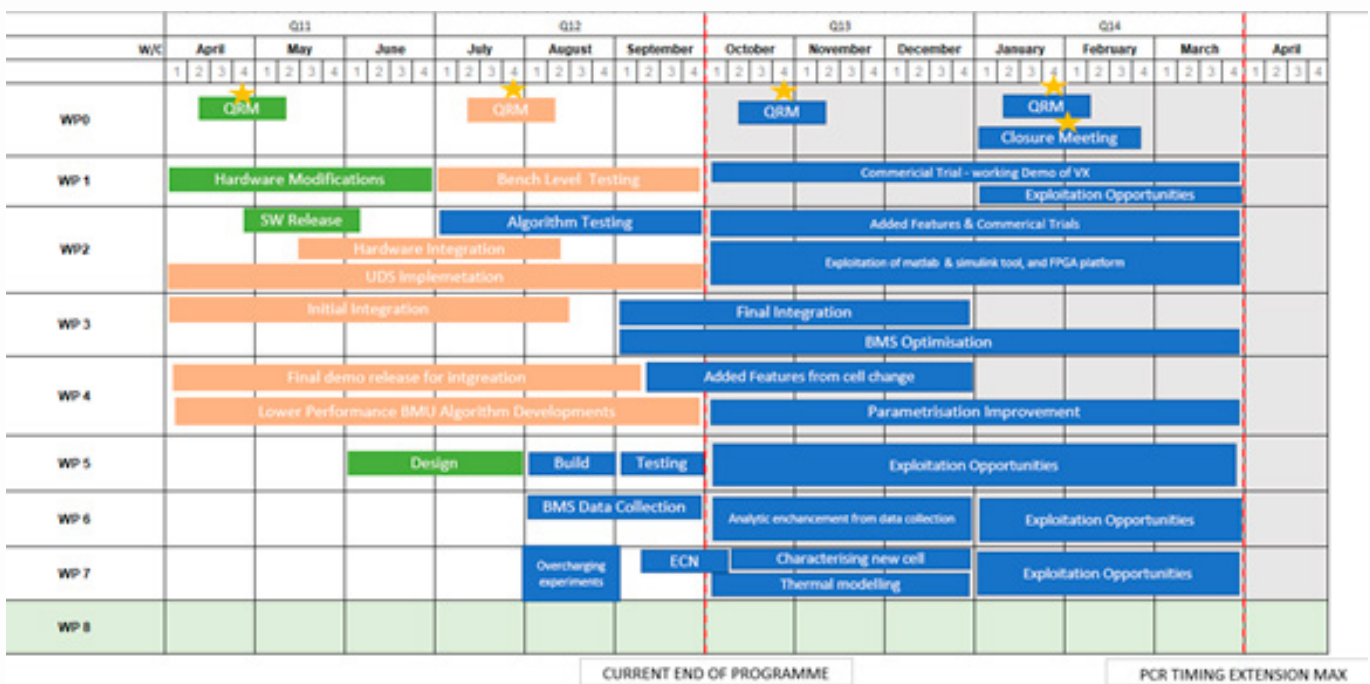 Q11 Q12 Q13 Q14
W/C April May June July August September October November December January February March April
1 2 3 4 1 2 3 4 1 2 3 4 1 2 3 4 1 2 3 4 1 2 3 4 1 2 3 4 1 2 3 4 1 2 3 4 1 2 3 4 1 2 3 4 1 2 3 4 1 2 3 4
WP0 QRM QRM QRM QRM
Closure Meeting
WP 1 Hardware Modifications Bench Level Testing Commericial Trial - working Demo of VX
Exploitation Opportunities
SW Release Algorithm Testing Added Features & Commerical Trials
WP2 Hardware Integration
UDS Implemetation Exploitation of matlab & simulink tool, and FPGA platform
WP 3 Initial Integration Final Integration
BMS Optimisation
WP 4 Final demo release for intgreation Added Features from cell change
Lower Performance BMU Algorithm Developments Parametrisation Improvement
WP 5 Design Build Testing Exploitation Opportunities
WP 6 BMS Data Collection Analytic enchancement from data collection Exploitation Opportunities
WP 7 Overcharging
experiments ECN Characterising new cell Exploitation Opportunities
Thermal modelling
WP 8
CURRENT END OF PROGRAMME PCR TIMING EXTENSION MAX